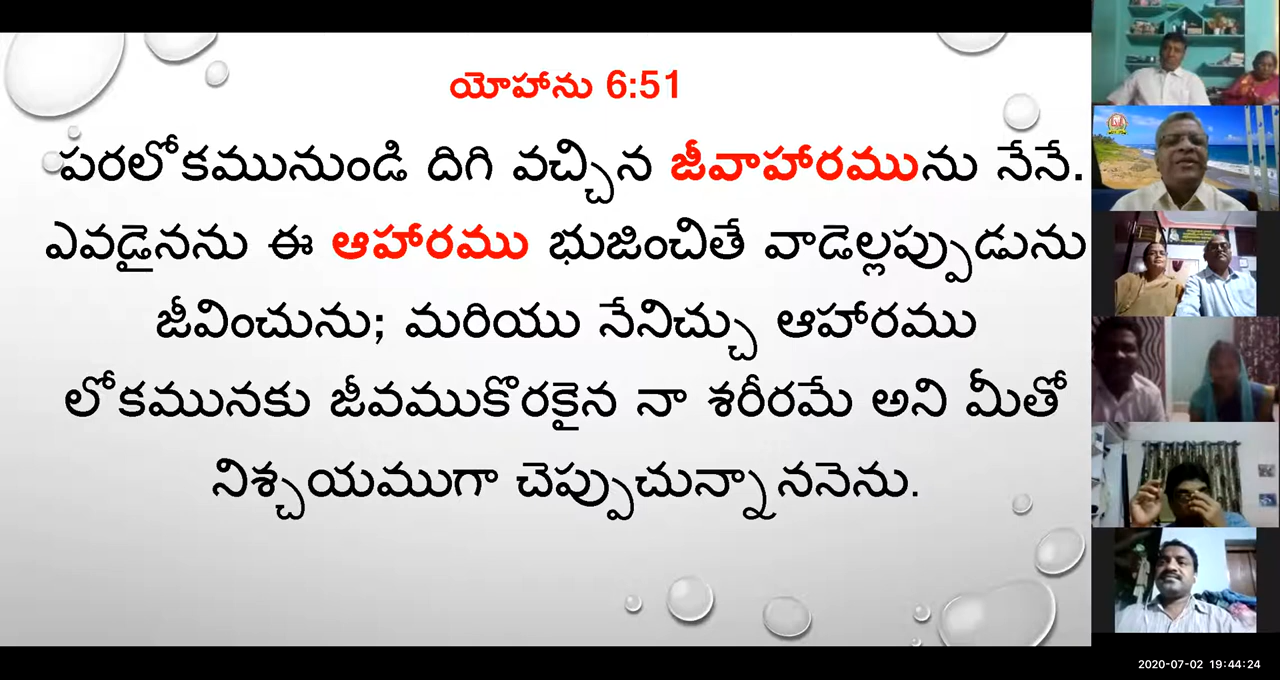 యోహాను 6:51
పరలోకమునుండి దిగి వచ్చిన జీవాహారమును నేనే.
ఎవడైనను ఈ ఆహారము భుజించితే వాడెల్లప్పుడును
జీవించును; మరియు నేనిచ్చు ఆహారము
లోకమునకు జీవముకొరకైన నా శరీరమే అని మీతో
నిశ్చయముగా చెప్పుచున్నాననెను.
2020-07-02 19:44:24